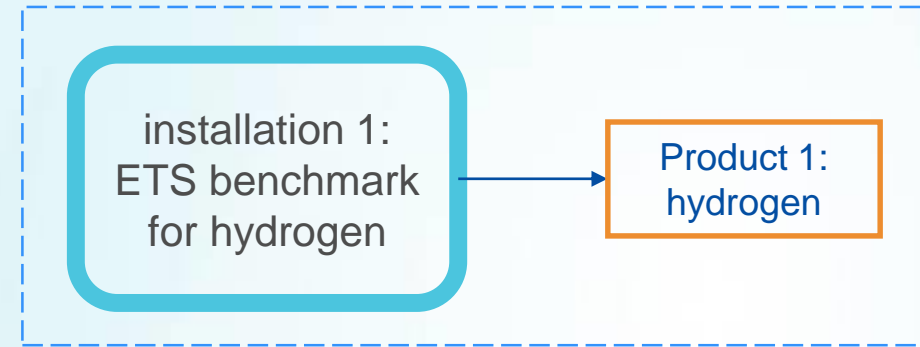 installation 1:
ETS benchmark
for hydrogen
Product 1:
hydrogen